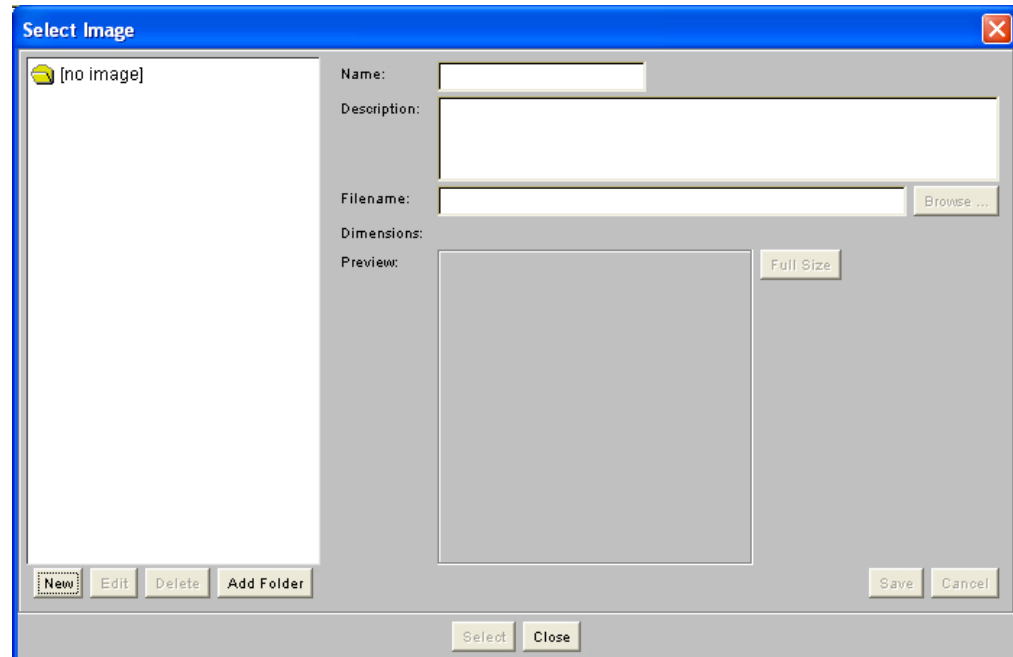 Select Image
[no image]
Name:
Description:
Filename:
Browse ...
Dimensions:
Preview:
Full Size
New Edit Delete Add Folder
Save Cancel
Select Close